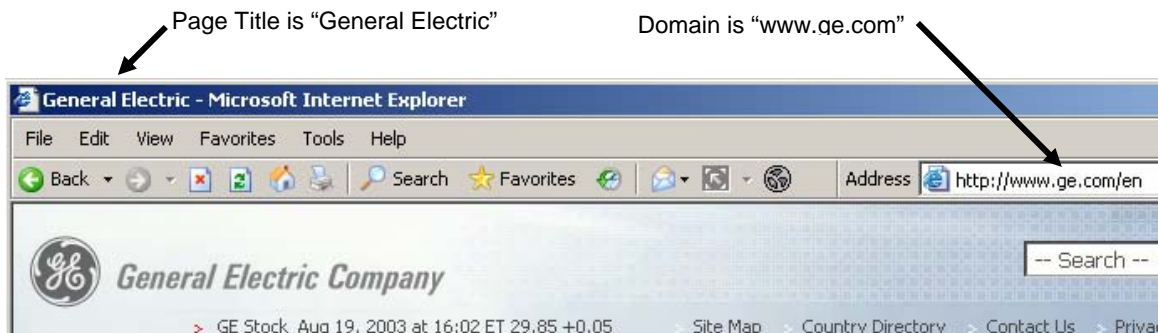 Page Title is “General Electric”
Domain is “www.ge.com”
General Electric - Microsoft Internet Explorer
File Edit View Favorites Tools Help
Back Search Favorites Address http://www.ge.com/en
GE General Electric Company
-- Search --
> GE Stock Aug 19, 2003 at 16:02 ET 29.85 +0.05 > Site Map > Country Directory > Contact Us > Priva